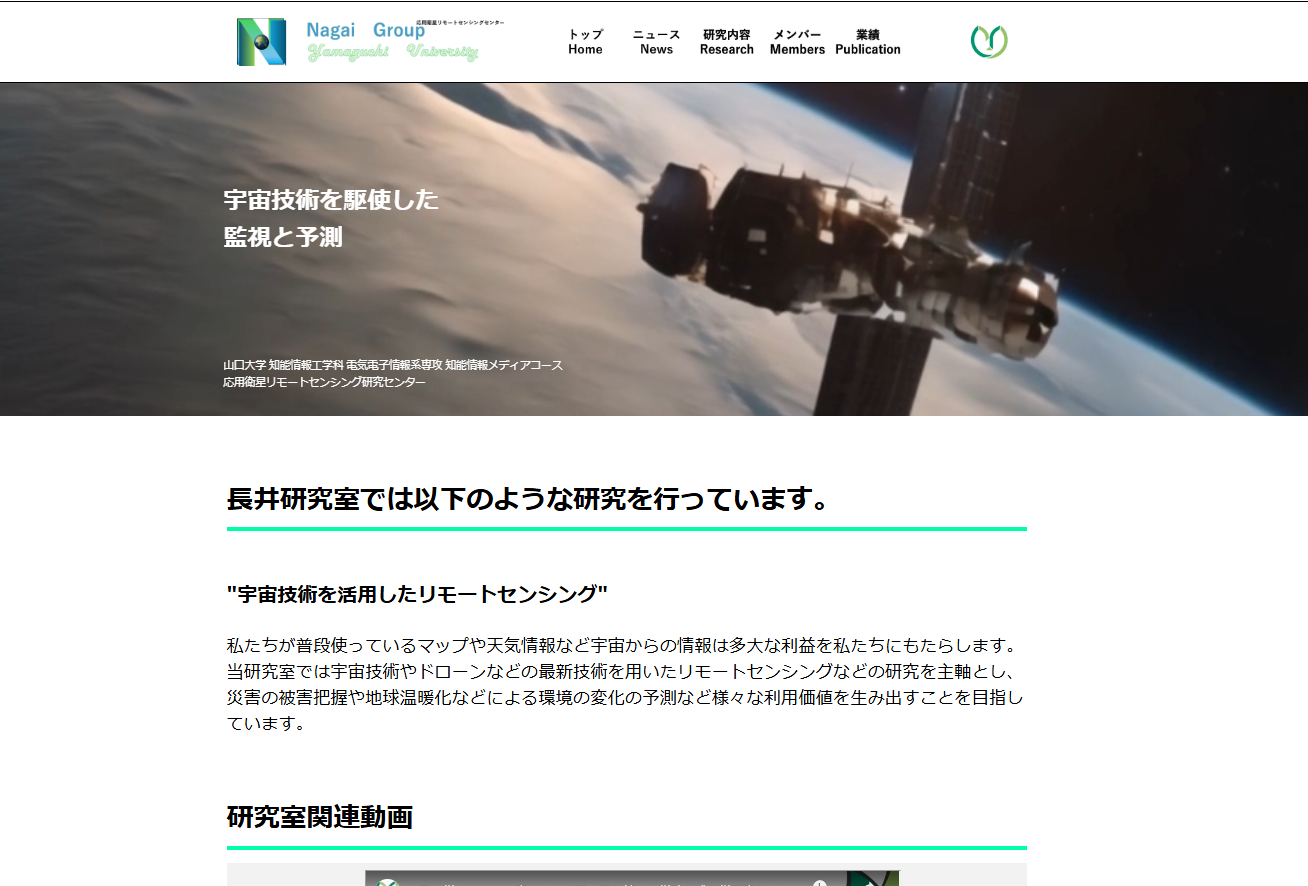 Nagai Group
応用衛星リモートセンシングセンター
Yamaguchi University
トップ
Home
ニュース
News
研究内容
Research
メンバー
Members
業績
Publication
宇宙技術を駆使した
監視と予測
山口大学 知能情報工学科 電気電子情報系専攻 知能情報メディアコース
応用衛星リモートセンシング研究センター
長井研究室では以下のような研究を行っています。
"宇宙技術を活用したリモートセンシング"
私たちが普段使っているマップや天気情報など宇宙からの情報は多大な利益を私たちにもたらします。
当研究室では宇宙技術やドローンなどの最新技術を用いたリモートセンシングなどの研究を主軸とし、
災害の被害把握や地球温暖化などによる環境の変化の予測など様々な利用価値を生み出すことを目指し
ています。
研究室関連動画